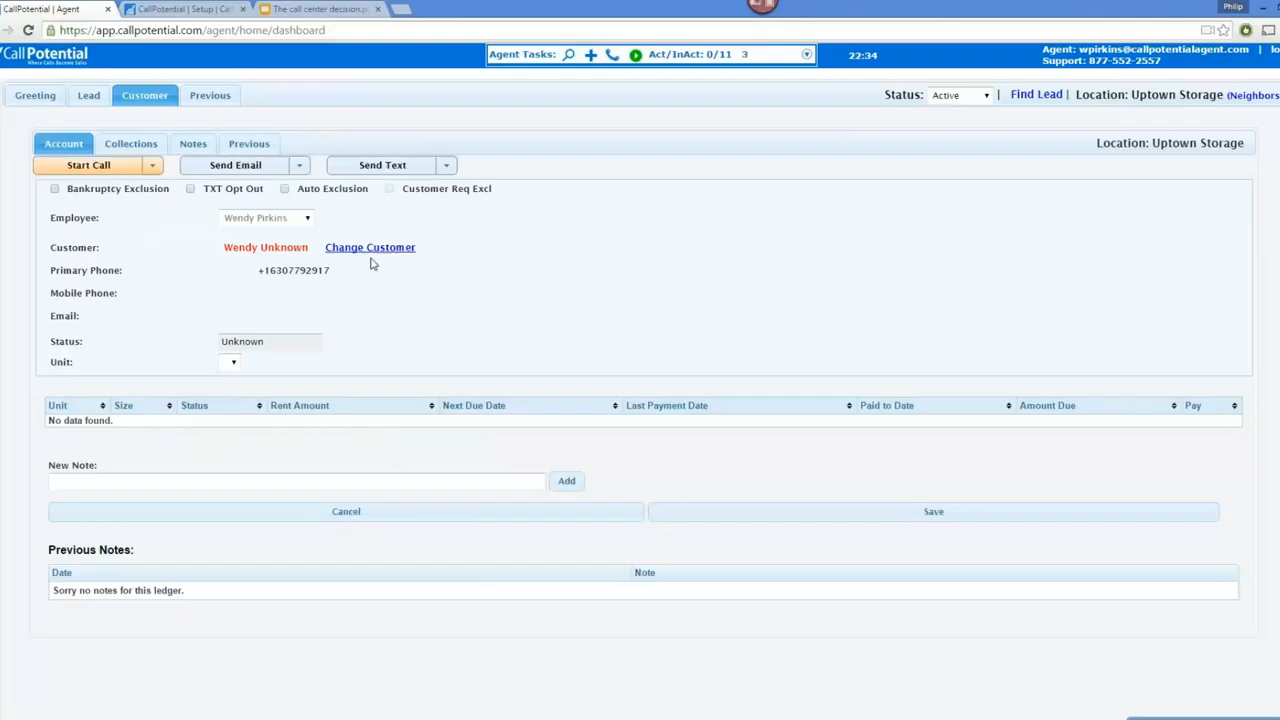 CallPotential | Agent × CallPotential | Setup | Cal × The call center decision.p ×
https://app.callpotential.com/agent/home/dashboard
Philip
CallPotential
Where Calls Become Sales
Agent Tasks: Act/InAct: 0/11 3
22:34
Agent: wpirkins@callpotentialagent.com | lo
Support: 877-552-2557
Greeting Lead Customer Previous
Status: Active | Find Lead | Location: Uptown Storage (Neighbors
Account Collections Notes Previous
Location: Uptown Storage
Start Call Send Email Send Text
Bankruptcy Exclusion TXT Opt Out Auto Exclusion Customer Req Excl
Employee: Wendy Pirkins
Customer: Wendy Unknown Change Customer
Primary Phone: +16307792917
Mobile Phone:
Email:
Status: Unknown
Unit:
Unit Size Status Rent Amount Next Due Date Last Payment Date Paid to Date Amount Due Pay
No data found.
New Note:
Add
Cancel Save
Previous Notes:
Date Note
Sorry no notes for this ledger.